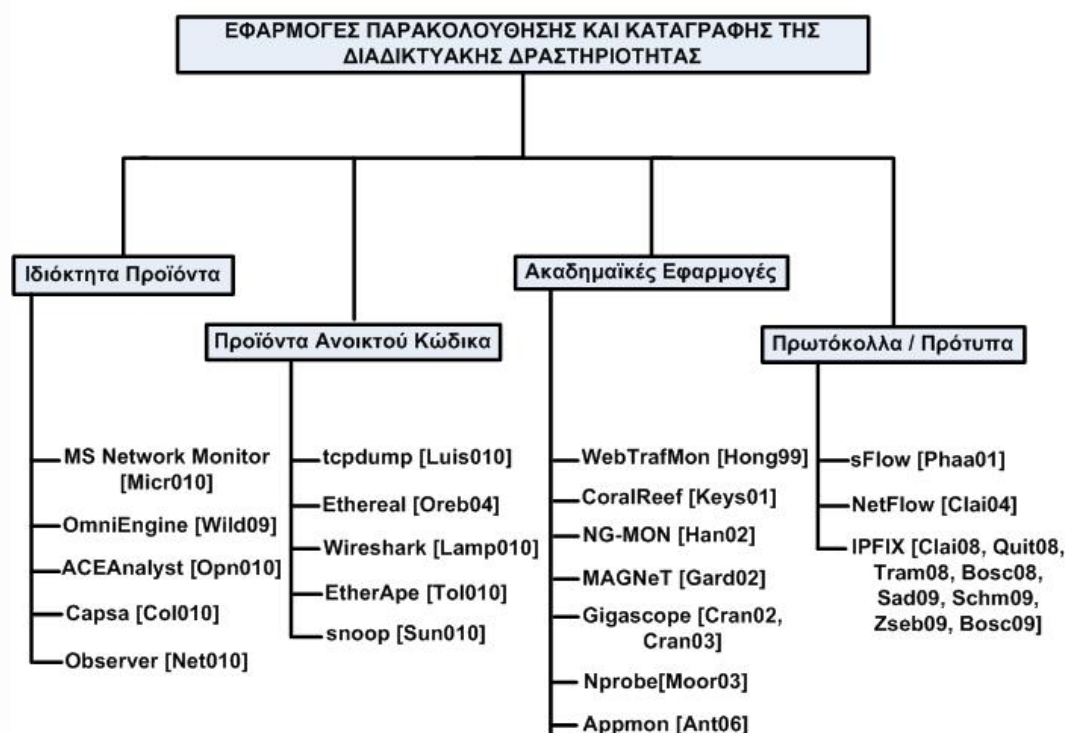 ΕΦΑΡΜΟΓΕΣ ΠΑΡΑΚΟΛΟΥΘΗΣΗΣ ΚΑΙ ΚΑΤΑΓΡΑΦΗΣ ΤΗΣ
ΔΙΑΔΙΚΤΥΑΚΗΣ ΔΡΑΣΤΗΡΙΟΤΗΤΑΣ
Ιδιόκτητα Προϊόντα
MS Network Monitor
[Micr010]
OmniEngine [Wild09]
ACEAnalyst [Opn010]
Capsa [Col010]
Observer [Net010]
Προϊόντα Ανοικτού Κώδικα
tcpdump [Luis010]
Ethereal [Oreb04]
Wireshark [Lamp010]
EtherApe [Tol010]
snoop [Sun010]
Ακαδημαϊκές Εφαρμογές
WebTrafMon [Hong99]
CoralReef [Keys01]
NG-MON [Han02]
MAGNeT [Gard02]
Gigascope [Cran02,
Cran03]
Nprobe[Moor03]
Appmon [Ant06]
Πρωτόκολλα / Πρότυπα
sFlow [Phaa01]
NetFlow [Clai04]
IPFIX [Clai08, Quit08,
Tram08, Bosc08,
Sad09, Schm09,
Zseb09, Bosc09]